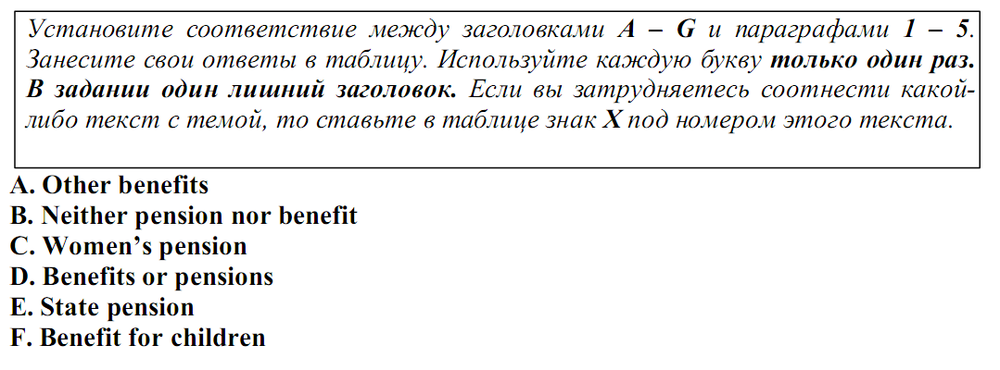 Установите соответствие между заголовками A – G и параграфами 1 – 5.
Занесите свои ответы в таблицу. Используйте каждую букву только один раз.
В задании один лишний заголовок. Если вы затрудняетесь соотнести какой-
либо текст с темой, то ставьте в таблице знак X под номером этого текста.
A. Other benefits
B. Neither pension nor benefit
C. Women’s pension
D. Benefits or pensions
E. State pension
F. Benefit for children